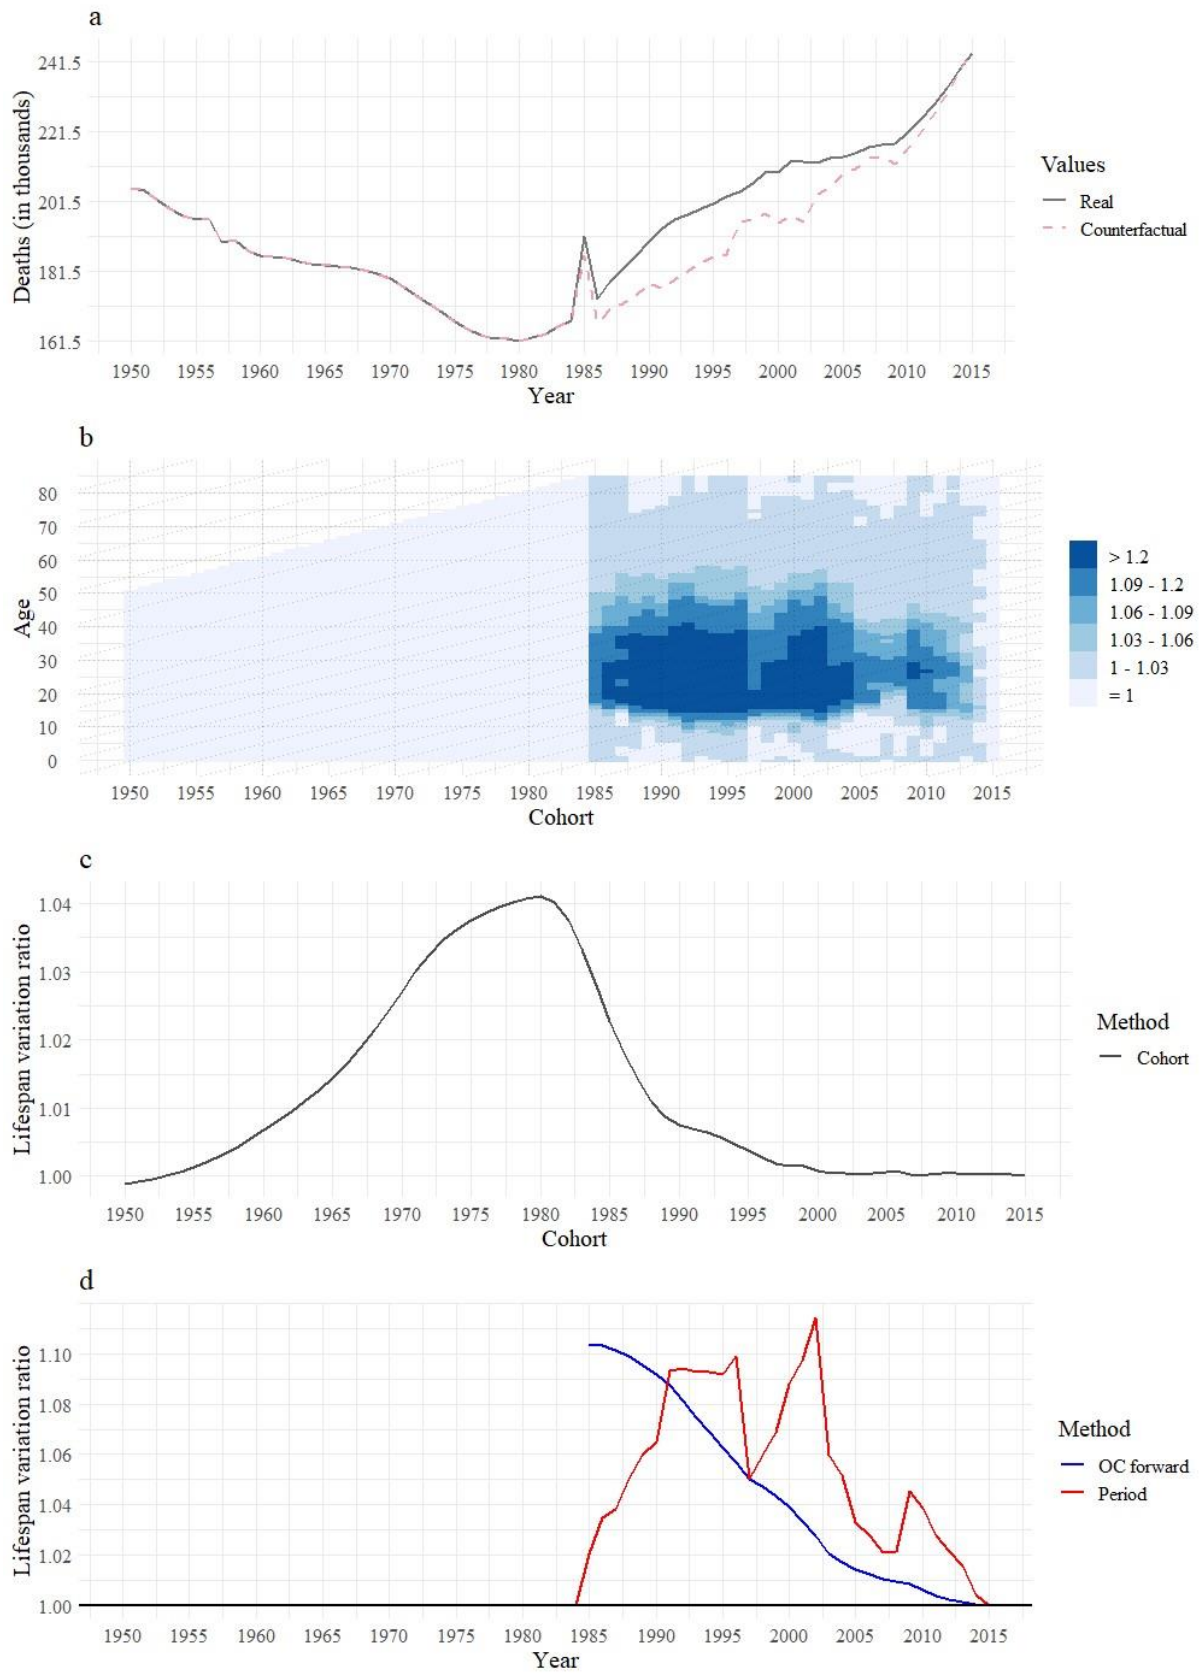 a
241.5
221.5
201.5
181.5
161.5
Deaths (in thousands)
1950 1955 1960 1965 1970 1975 1980 1985 1990 1995 2000 2005 2010 2015
Year
Values
Real
Counterfactual
b
80
70
60
50
40
30
20
10
0
Age
1950 1955 1960 1965 1970 1975 1980 1985 1990 1995 2000 2005 2010 2015
Cohort
> 1.2
1.09 - 1.2
1.06 - 1.09
1.03 - 1.06
1 - 1.03
= 1
c
1.04
1.03
1.02
1.01
1.00
Lifespan variation ratio
1950 1955 1960 1965 1970 1975 1980 1985 1990 1995 2000 2005 2010 2015
Cohort
Method
Cohort
d
1.10
1.08
1.06
1.04
1.02
1.00
Lifespan variation ratio
1950 1955 1960 1965 1970 1975 1980 1985 1990 1995 2000 2005 2010 2015
Year
Method
OC forward
Period